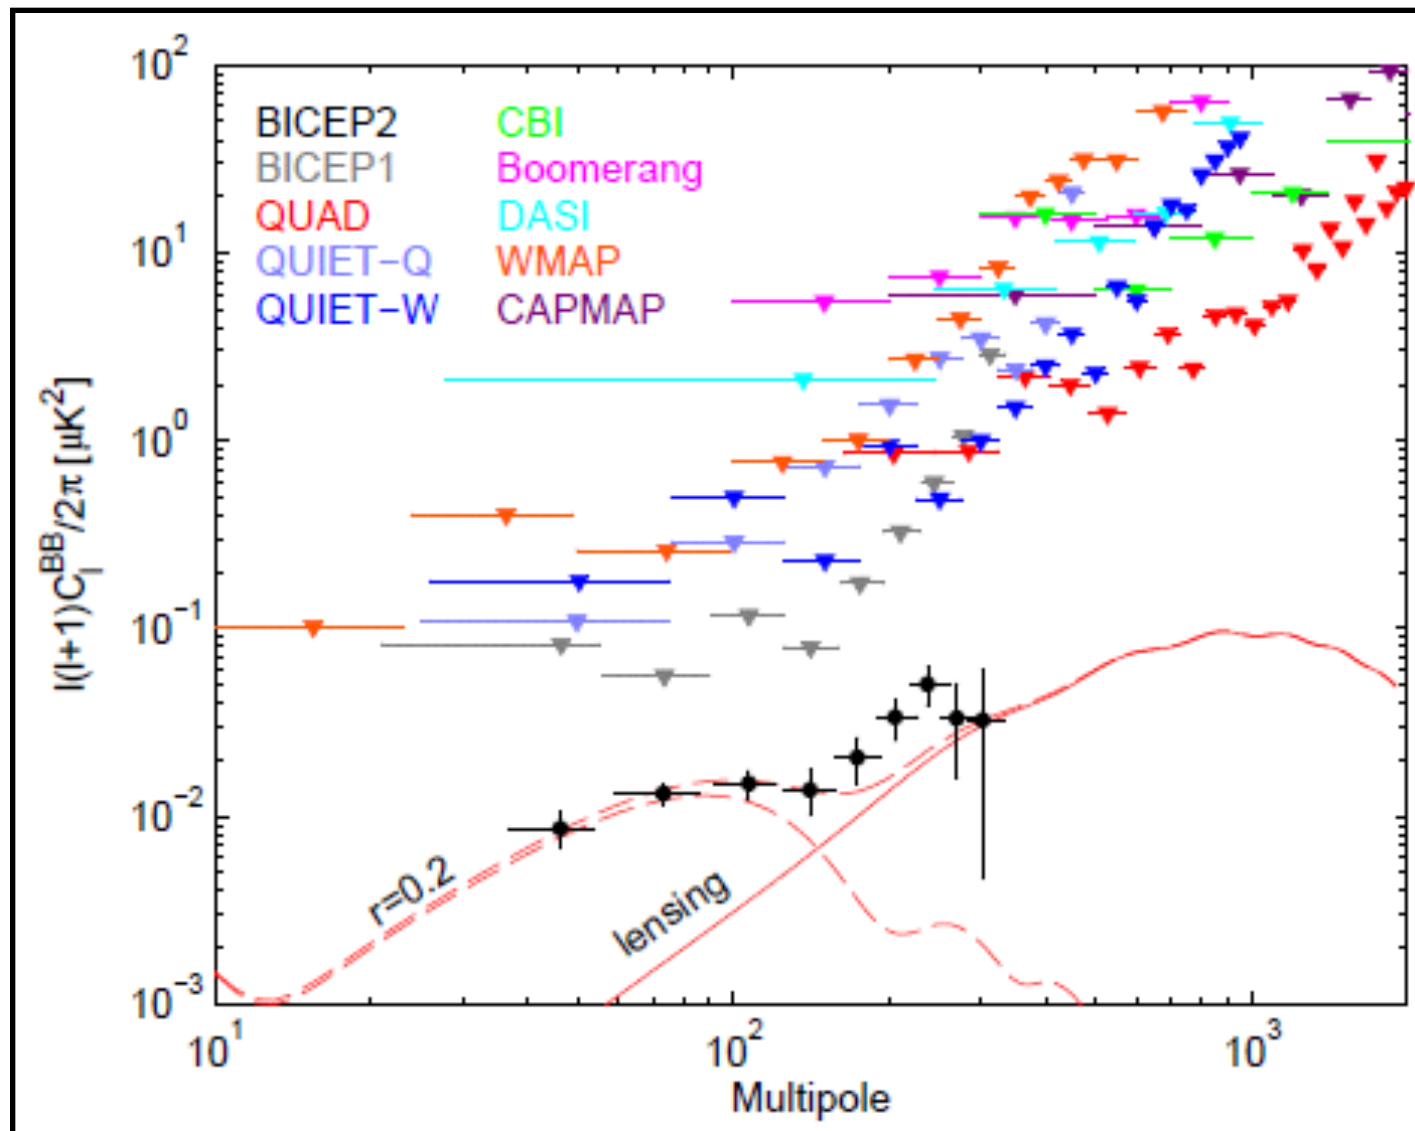 10²
10¹
10⁰
10⁻¹
10⁻²
10⁻³
l(l+1)C_l^BB/2π [μK²]
BICEP2
BICEP1
QUAD
QUIET-Q
QUIET-W
CBI
Boomerang
DASI
WMAP
CAPMAP
r=0.2
lensing
10¹
10²
10³
Multipole